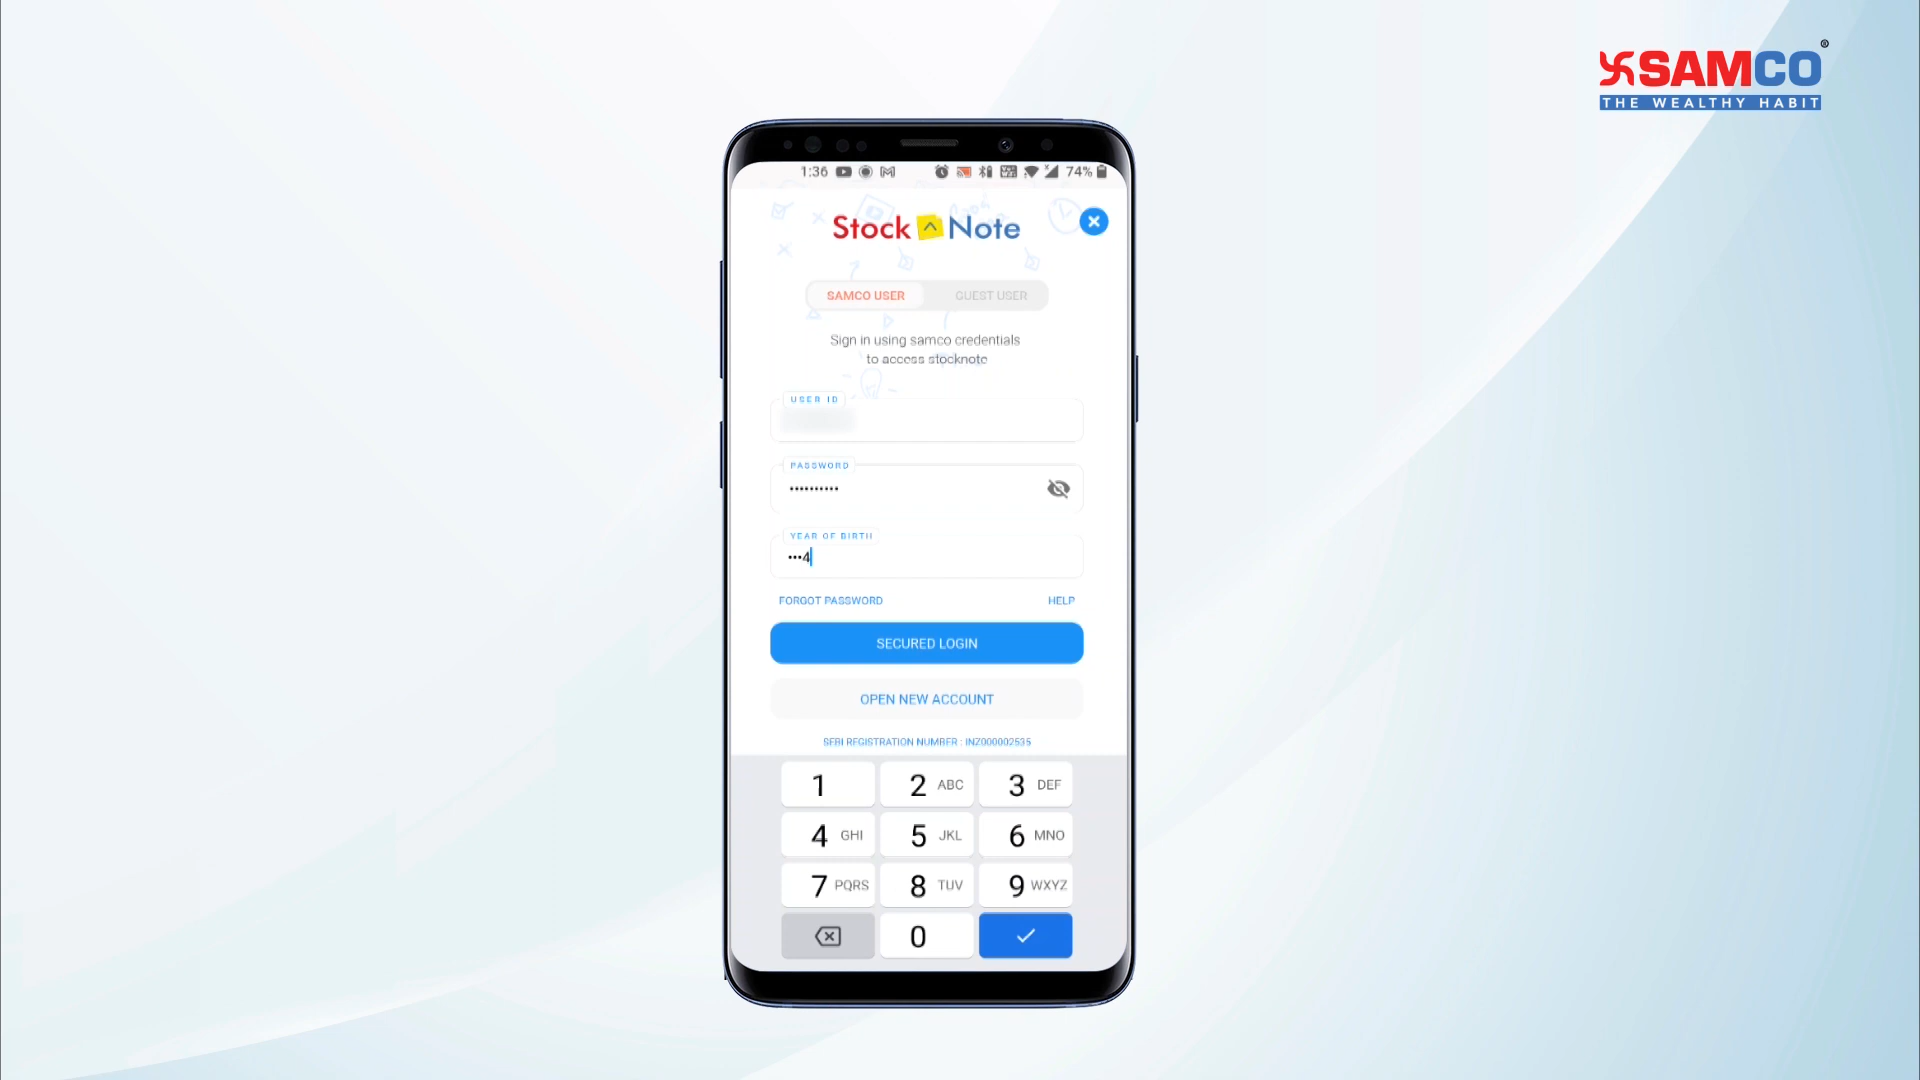 SAMCO®
THE WEALTHY HABIT
1:36 74%
Stock Note
SAMCO USER GUEST USER
Sign in using samco credentials
to access stocknote
USER ID
PASSWORD
••••••••••
YEAR OF BIRTH
•••4
FORGOT PASSWORD HELP
SECURED LOGIN
OPEN NEW ACCOUNT
SEBI REGISTRATION NUMBER : INZ000002535
1 2 ABC 3 DEF
4 GHI 5 JKL 6 MNO
7 PQRS 8 TUV 9 WXYZ
0